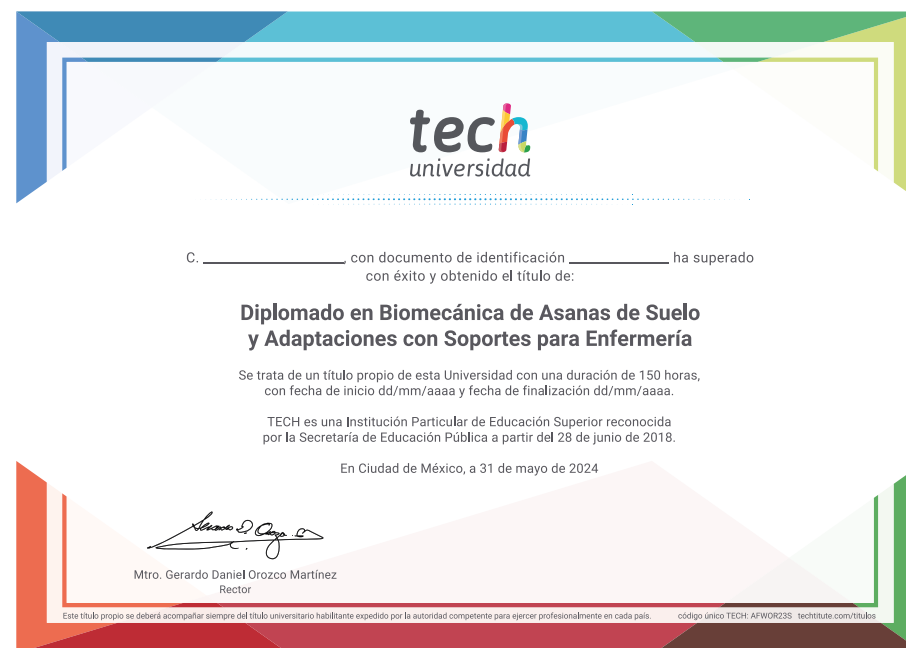 tech
universidad
C. ____________________, con documento de identificación ______________ ha superado
con éxito y obtenido el título de:
Diplomado en Biomecánica de Asanas de Suelo
y Adaptaciones con Soportes para Enfermería
Se trata de un título propio de esta Universidad con una duración de 150 horas,
con fecha de inicio dd/mm/aaaa y fecha de finalización dd/mm/aaaa.
TECH es una Institución Particular de Educación Superior reconocida
por la Secretaría de Educación Pública a partir del 28 de junio de 2018.
En Ciudad de México, a 31 de mayo de 2024
Mtro. Gerardo Daniel Orozco Martínez
Rector
Este título propio se deberá acompañar siempre del título universitario habilitante expedido por la autoridad competente para ejercer profesionalmente en cada país. código único TECH: AFWOR23S techtitute.com/titulos